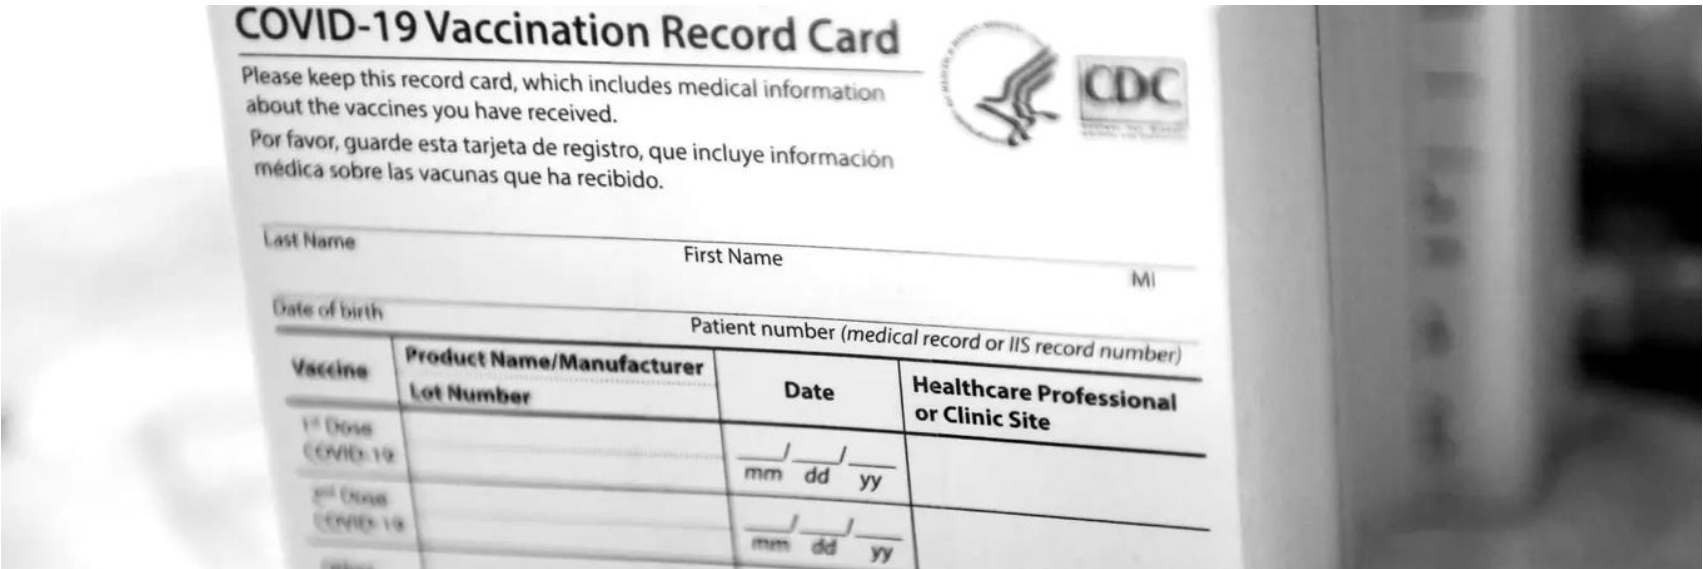 COVID-19 Vaccination Record Card
Please keep this record card, which includes medical information
about the vaccines you have received.
Por favor, guarde esta tarjeta de registro, que incluye información
médica sobre las vacunas que ha recibido.
CDC
Last Name First Name MI
Date of birth Patient number (medical record or IIS record number)
Vaccine Product Name/Manufacturer Date Healthcare Professional
Lot Number or Clinic Site
1st Dose
COVID-19
mm dd yy
2nd Dose
COVID-19
mm dd yy